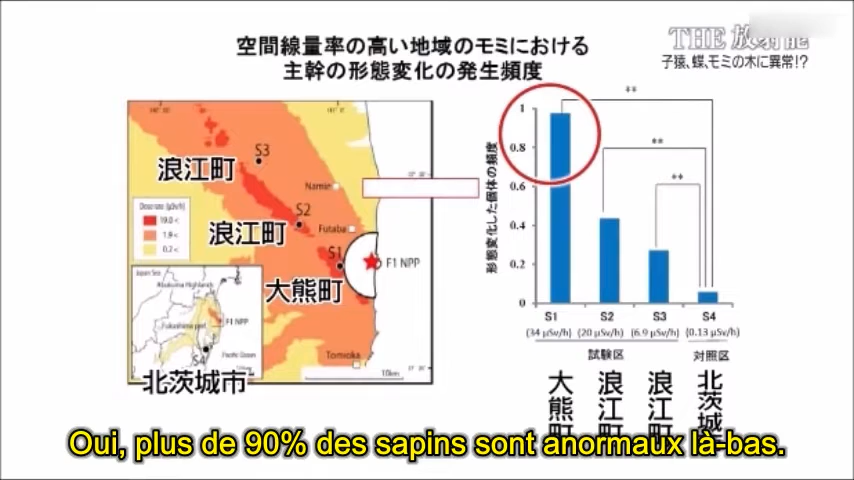 空間線量率の高い地域のモミにおける
主幹の形態変化の発生頻度
THE 放射能
子猿、蝶、モミの木に異常!?
浪江町
S3
Namie
浪江町
S2
Futaba
S1
F1 NPP
大熊町
Tomioka
10km
Doserate (μSv/h)
19.0 <
1.9 <
0.2 <
Japan Sea
Abukuma Highlands
Fukushima pref.
F1 NPP
S4
Pacific Ocean
北茨城市
形態変化した個体の頻度
1
0.8
0.6
0.4
0.2
0
**
**
**
S1 S2 S3 S4
(34 μSv/h) (20 μSv/h) (6.9 μSv/h) (0.13 μSv/h)
試験区 対照区
大熊町
浪江町
浪江町
北茨城
Oui, plus de 90% des sapins sont anormaux là-bas.